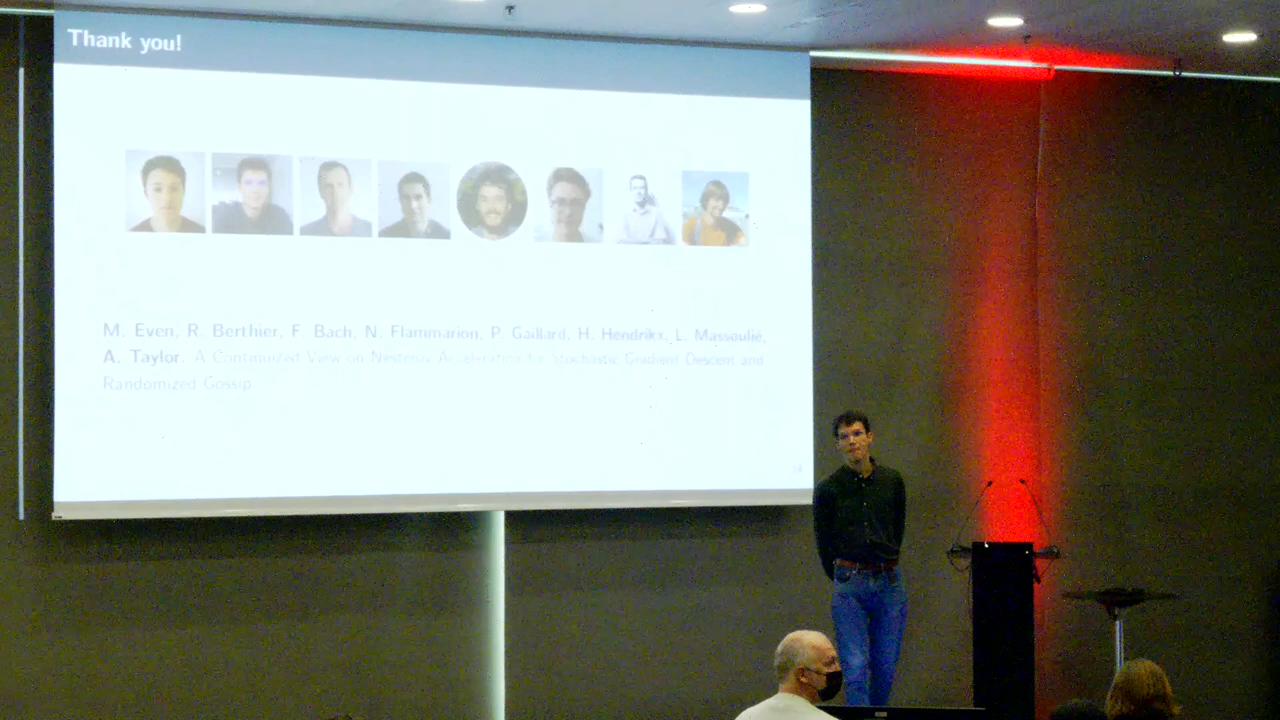 Thank you!
M. Even, R. Berthier, F. Bach, N. Flammarion, P. Gaillard, H. Hendrikx, L. Massoulié,
A. Taylor. A Continuized View on Nesterov Acceleration for Stochastic Gradient Descent and
Randomized Gossip